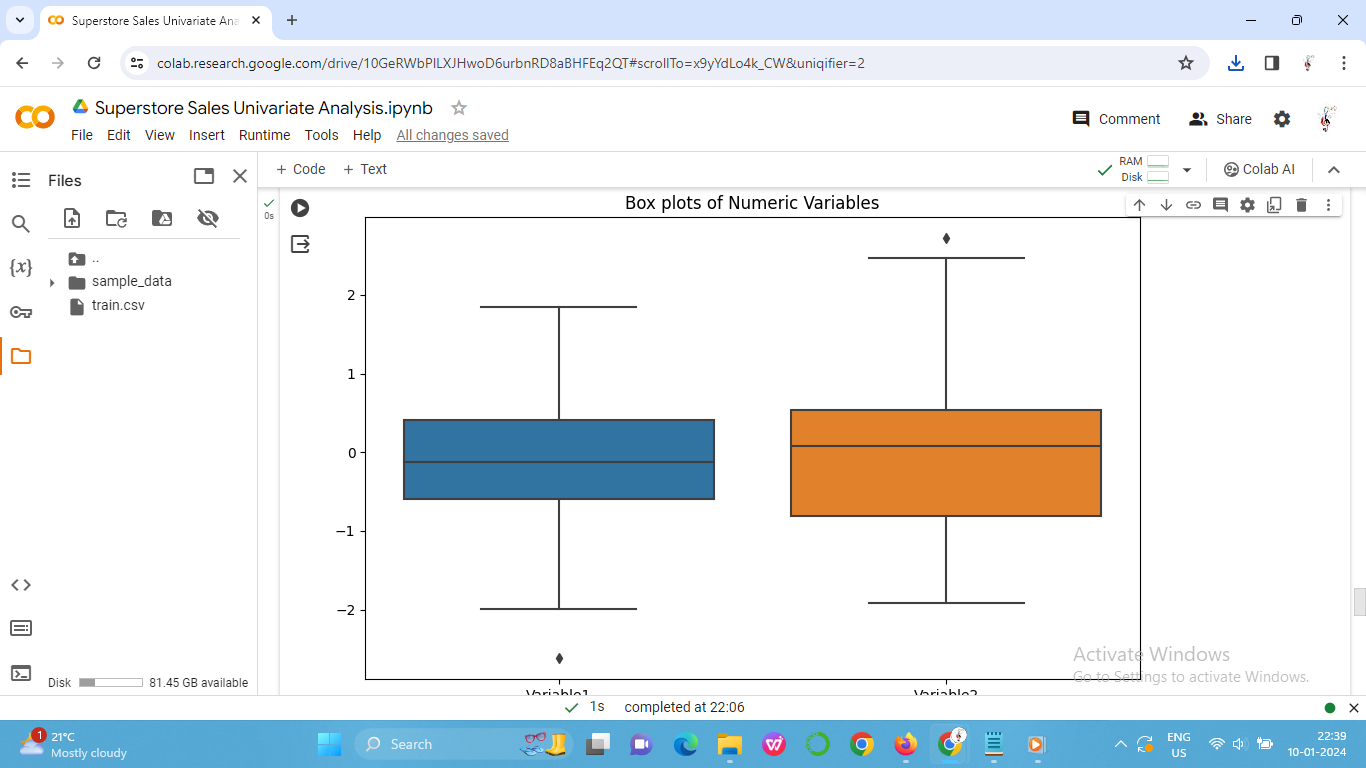 Superstore Sales Univariate Ana
colab.research.google.com/drive/10GeRWbPlLXJHwoD6urbnRD8aBHFEq2QT#scrollTo=x9yYdLo4k_CW&uniqifier=2
Superstore Sales Univariate Analysis.ipynb
File Edit View Insert Runtime Tools Help All changes saved
Comment Share
Files
+ Code + Text
RAM
Disk
Colab AI
0s
Box plots of Numeric Variables
..
sample_data
train.csv
{x}
2
1
0
−1
−2
Variable1 Variable2
Activate Windows
Go to Settings to activate Windows.
Disk 81.45 GB available
1s completed at 22:06
1
21°C
Mostly cloudy
Search
ENG
US
22:39
10-01-2024